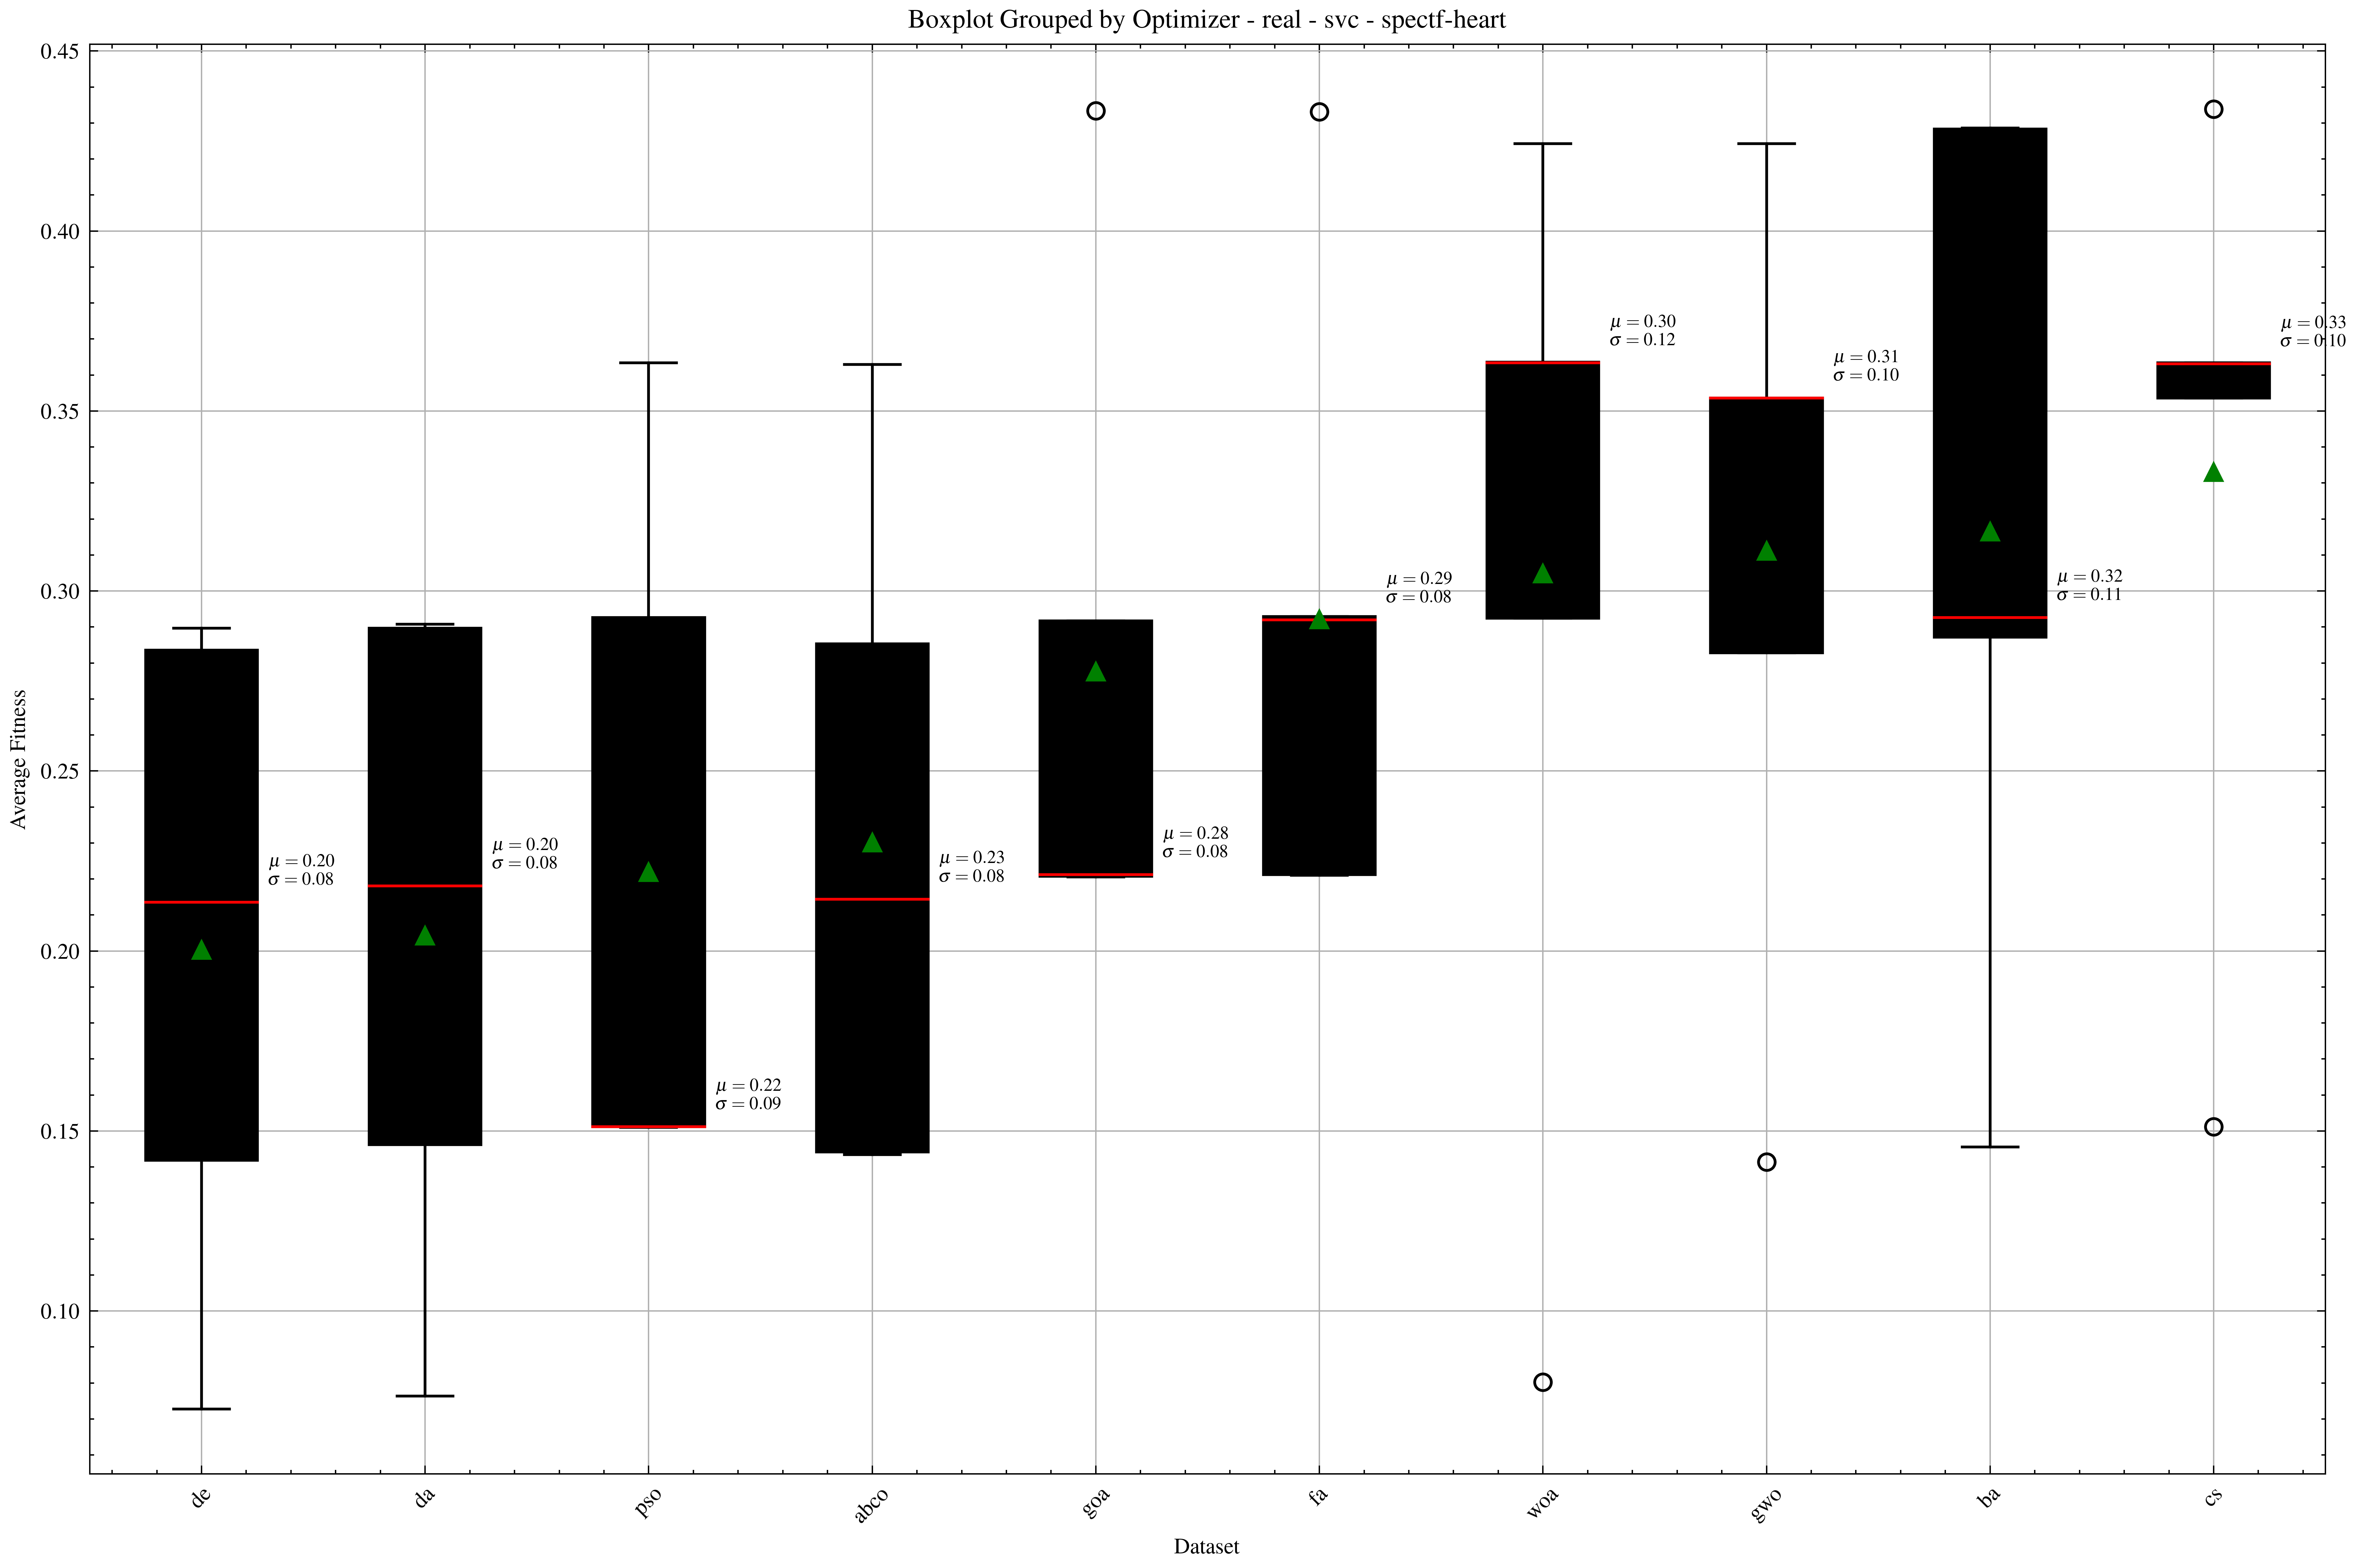 Boxplot Grouped by Optimizer - real - svc - spectf-heart
0.45
0.40
0.35
0.30
0.25
0.20
0.15
0.10
Average Fitness
μ = 0.20
σ = 0.08
μ = 0.20
σ = 0.08
μ = 0.22
σ = 0.09
μ = 0.23
σ = 0.08
μ = 0.28
σ = 0.08
μ = 0.29
σ = 0.08
μ = 0.30
σ = 0.12
μ = 0.31
σ = 0.10
μ = 0.32
σ = 0.11
μ = 0.33
σ = 0.10
de
da
pso
abco
goa
fa
woa
gwo
ba
cs
Dataset